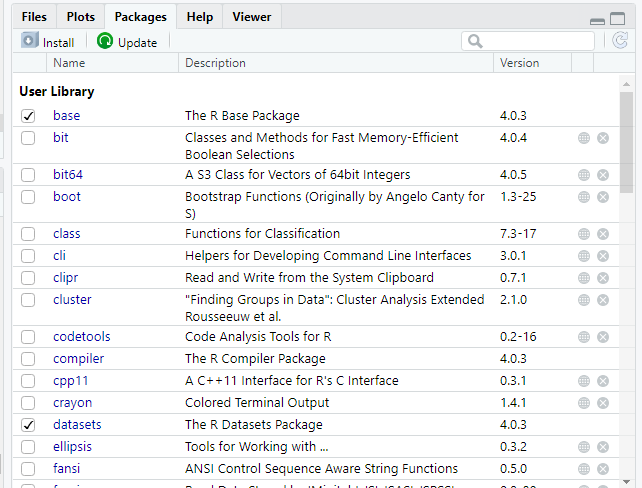 Files Plots Packages Help Viewer
Install Update
Name Description Version
User Library
base The R Base Package 4.0.3
bit Classes and Methods for Fast Memory-Efficient 4.0.4
Boolean Selections
bit64 A S3 Class for Vectors of 64bit Integers 4.0.5
boot Bootstrap Functions (Originally by Angelo Canty for 1.3-25
S)
class Functions for Classification 7.3-17
cli Helpers for Developing Command Line Interfaces 3.0.1
clipr Read and Write from the System Clipboard 0.7.1
cluster "Finding Groups in Data": Cluster Analysis Extended 2.1.0
Rousseeuw et al.
codetools Code Analysis Tools for R 0.2-16
compiler The R Compiler Package 4.0.3
cpp11 A C++11 Interface for R's C Interface 0.3.1
crayon Colored Terminal Output 1.4.1
datasets The R Datasets Package 4.0.3
ellipsis Tools for Working with ... 0.3.2
fansi ANSI Control Sequence Aware String Functions 0.5.0